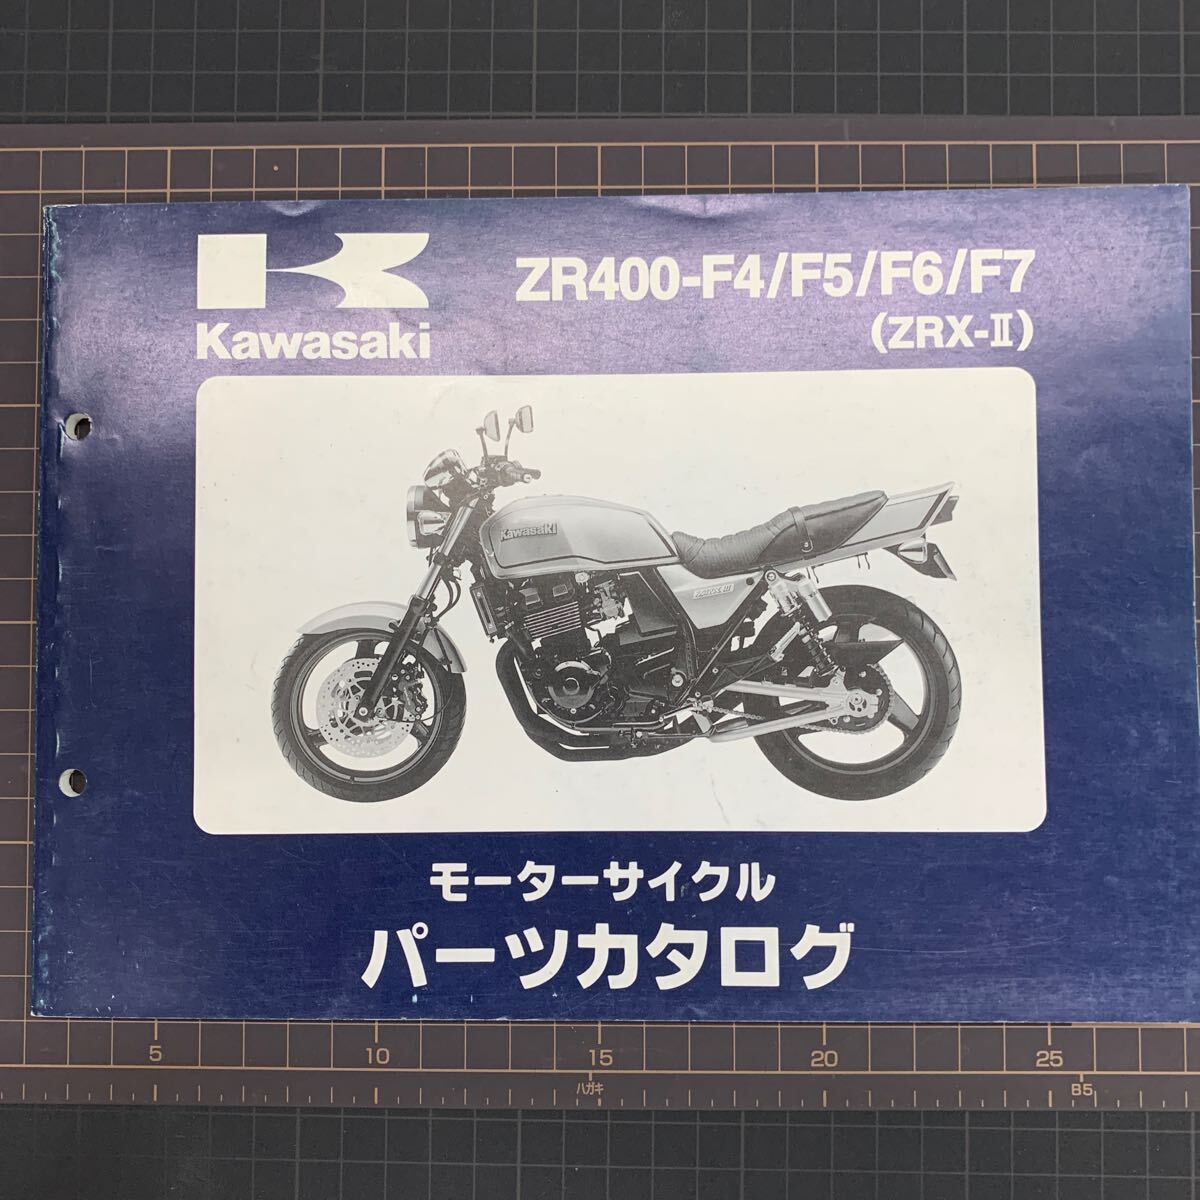 ZR400-F4/F5/F6/F7
(ZRX-Ⅱ)
Kawasaki
Kawasaki
モーターサイクル
パーツカタログ
5 10 15 20 25
ハガキ B5